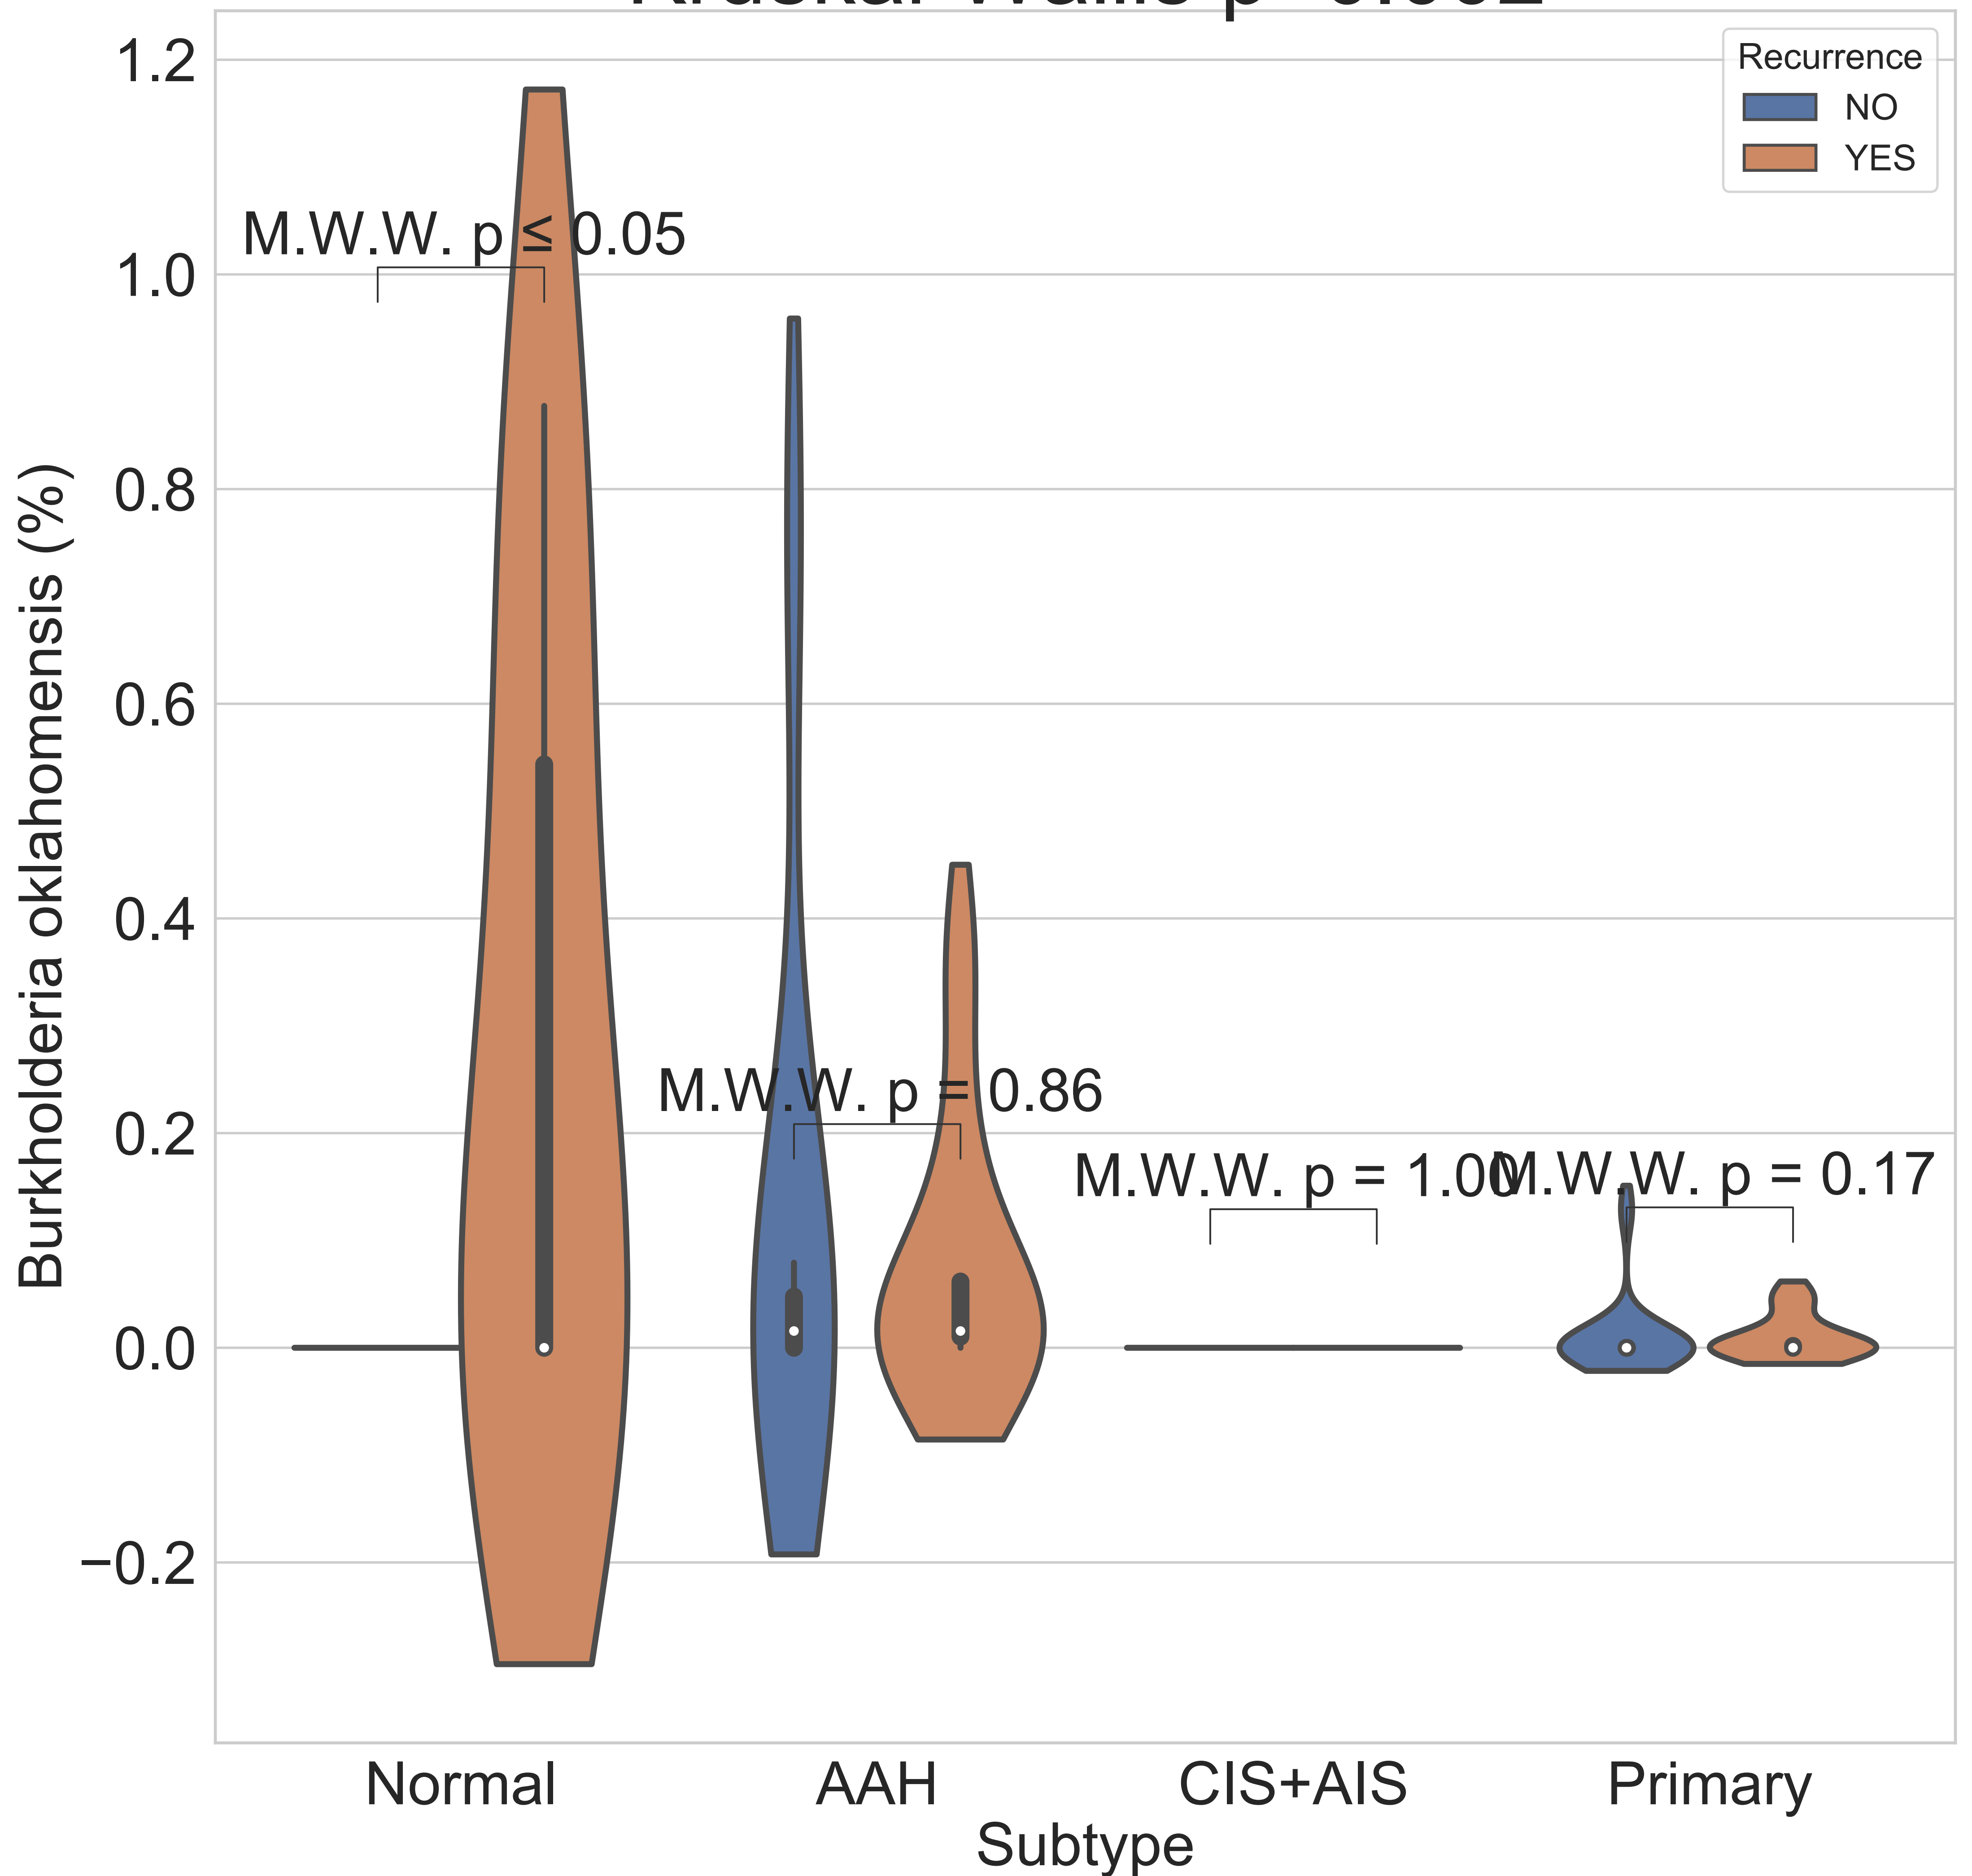 1.2
1.0
0.8
0.6
0.4
0.2
0.0
−0.2
Burkholderia oklahomensis (%)
Recurrence
NO
YES
M.W.W. p ≤ 0.05
M.W.W. p = 0.86
M.W.W. p = 1.00
M.W.W. p = 0.17
Normal
AAH
CIS+AIS
Primary
Subtype